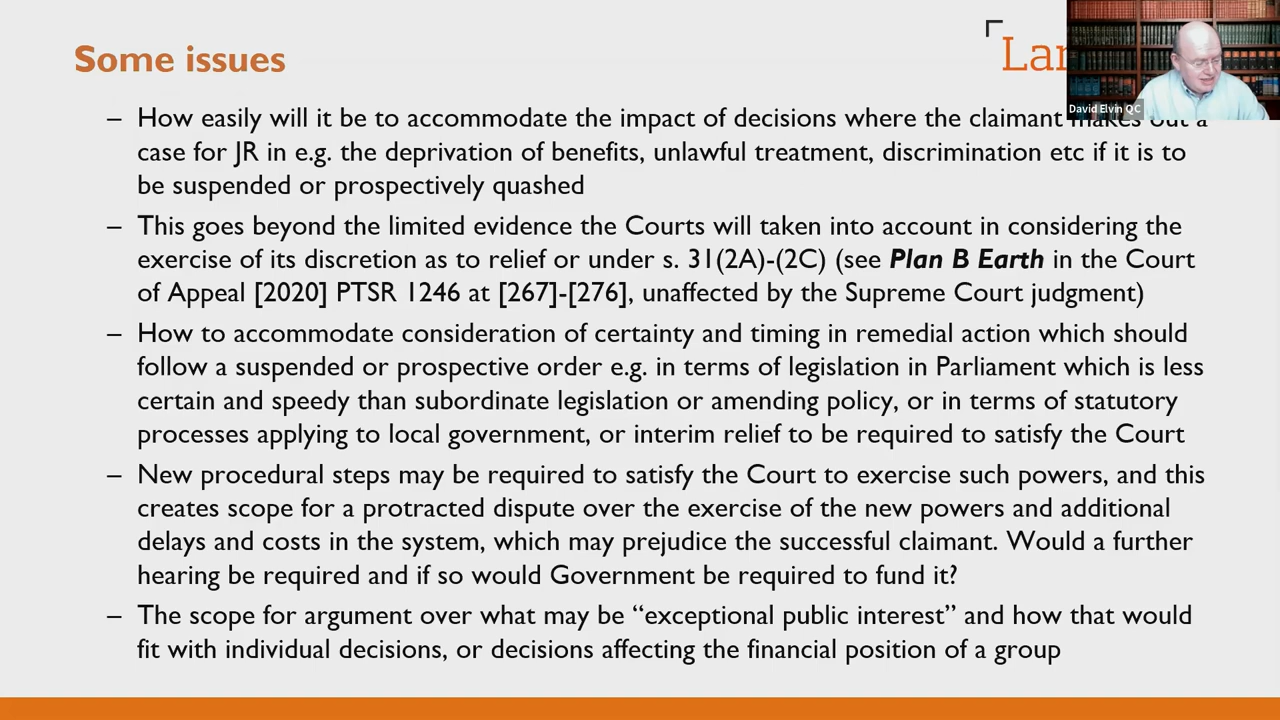 Some issues
Lan
David Elvin QC
– How easily will it be to accommodate the impact of decisions where the claimant makes out a
case for JR in e.g. the deprivation of benefits, unlawful treatment, discrimination etc if it is to
be suspended or prospectively quashed
– This goes beyond the limited evidence the Courts will taken into account in considering the
exercise of its discretion as to relief or under s. 31(2A)-(2C) (see Plan B Earth in the Court
of Appeal [2020] PTSR 1246 at [267]-[276], unaffected by the Supreme Court judgment)
– How to accommodate consideration of certainty and timing in remedial action which should
follow a suspended or prospective order e.g. in terms of legislation in Parliament which is less
certain and speedy than subordinate legislation or amending policy, or in terms of statutory
processes applying to local government, or interim relief to be required to satisfy the Court
– New procedural steps may be required to satisfy the Court to exercise such powers, and this
creates scope for a protracted dispute over the exercise of the new powers and additional
delays and costs in the system, which may prejudice the successful claimant. Would a further
hearing be required and if so would Government be required to fund it?
– The scope for argument over what may be “exceptional public interest” and how that would
fit with individual decisions, or decisions affecting the financial position of a group